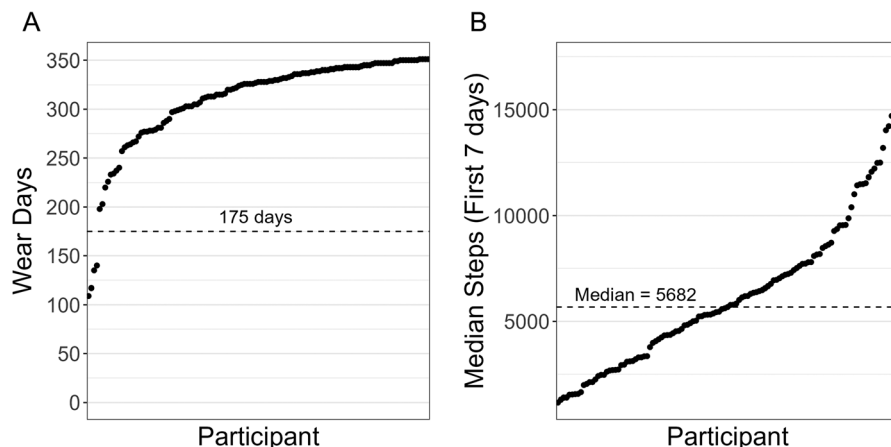 A
Wear Days
350
300
250
200
150
100
50
0
175 days
Participant
B
Median Steps (First 7 days)
15000
10000
5000
Median = 5682
Participant